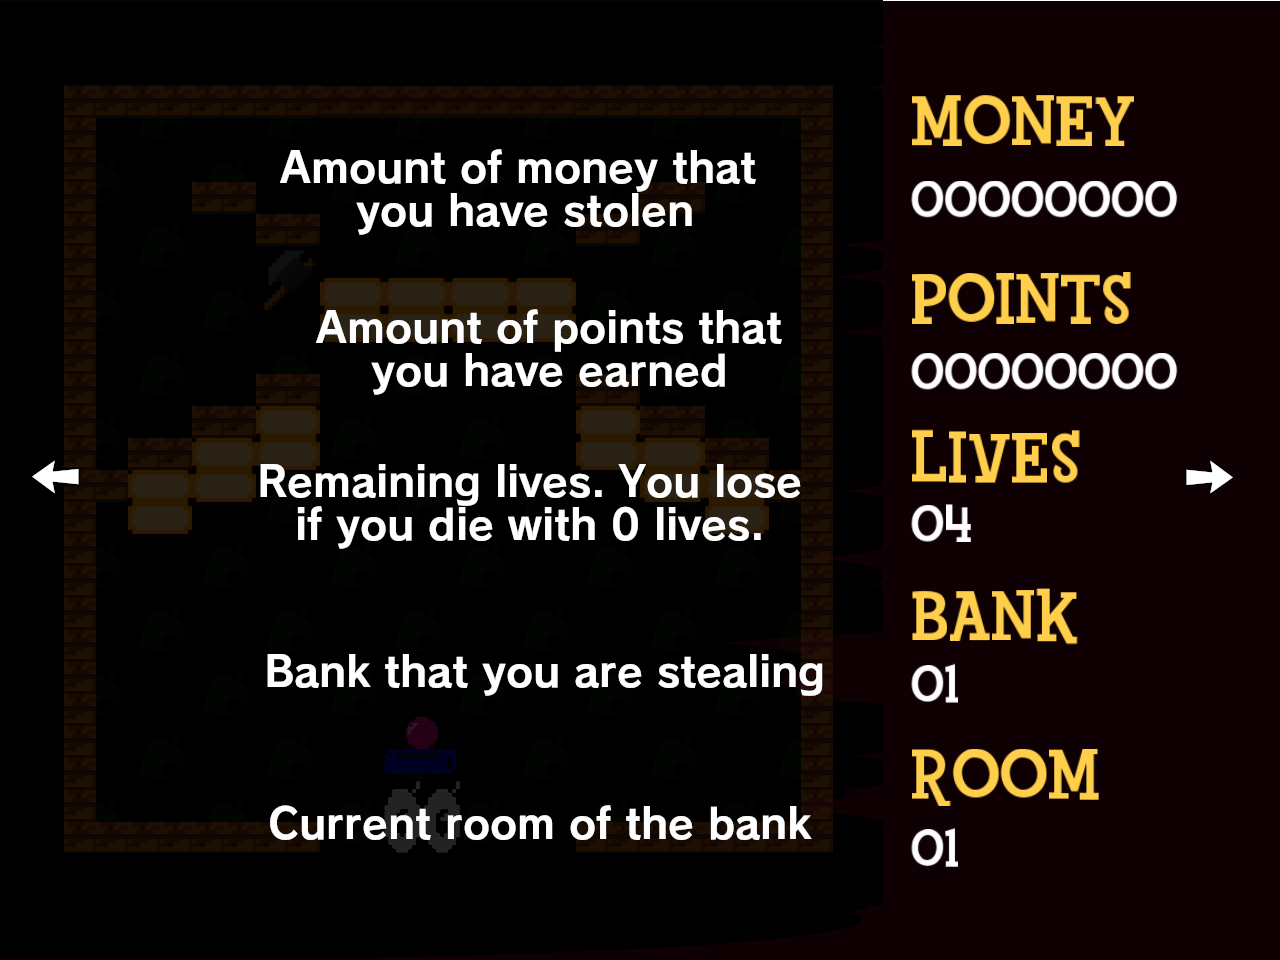 MONEY
Amount of money that
you have stolen
00000000
POINTS
Amount of points that
you have earned
00000000
LIVES
Remaining lives. You lose
if you die with 0 lives.
04
BANK
Bank that you are stealing
01
ROOM
Current room of the bank
01